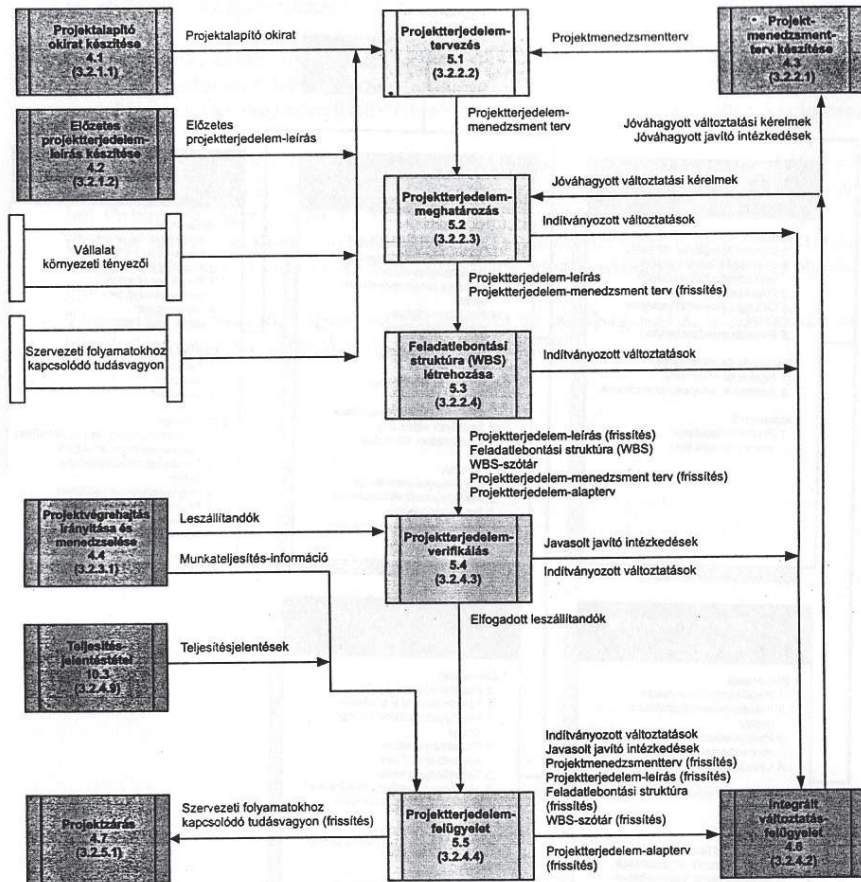 Projektalapító
okirat készítése
4.1
(3.2.1.1)
Projektalapító okirat
Projektterjedelem-
tervezés
5.1
(3.2.2.2)
Projektmenedzsmentterv
Projekt-
menedzsment-
terv készítése
4.3
(3.2.2.1)
Projektterjedelem-
menedzsment terv
Jóváhagyott változtatási kérelmek
Jóváhagyott javító intézkedések
Előzetes
projektterjedelem-
leírás készítése
4.2
(3.2.1.2)
Előzetes
projektterjedelem-leírás
Projektterjedelem-
meghatározás
5.2
(3.2.2.3)
Jóváhagyott változtatási kérelmek
Indítványozott változtatások
Vállalat
környezeti tényezői
Projektterjedelem-leírás
Projektterjedelem-menedzsment terv (frissítés)
Szervezeti folyamatokhoz
kapcsolódó tudásvagyon
Feladatlebontási
struktúra (WBS)
létrehozása
5.3
(3.2.2.4)
Indítványozott változtatások
Projektterjedelem-leírás (frissítés)
Feladatlebontási struktúra (WBS)
WBS-szótár
Projektterjedelem-menedzsment terv (frissítés)
Projektterjedelem-alapterv
Projektvégrehajtás
irányítása és
menedzselése
4.4
(3.2.3.1)
Leszállítandók
Munkateljesítés-információ
Projektterjedelem-
verifikálás
5.4
(3.2.4.3)
Javasolt javító intézkedések
Indítványozott változtatások
Elfogadott leszállítandók
Teljesítés-
jelentéstétel
10.3
(3.2.4.9)
Teljesítésjelentések
Indítványozott változtatások
Javasolt javító intézkedések
Projektmenedzsmentterv (frissítés)
Projektterjedelem-leírás (frissítés)
Feladatlebontási struktúra
(frissítés)
WBS-szótár (frissítés)
Projektterjedelem-alapterv
(frissítés)
Projektzárás
4.7
(3.2.5.1)
Szervezeti folyamatokhoz
kapcsolódó tudásvagyon (frissítés)
Projektterjedelem-
felügyelet
5.5
(3.2.4.4)
Integrált
változtatás-
felügyelet
4.6
(3.2.4.2)